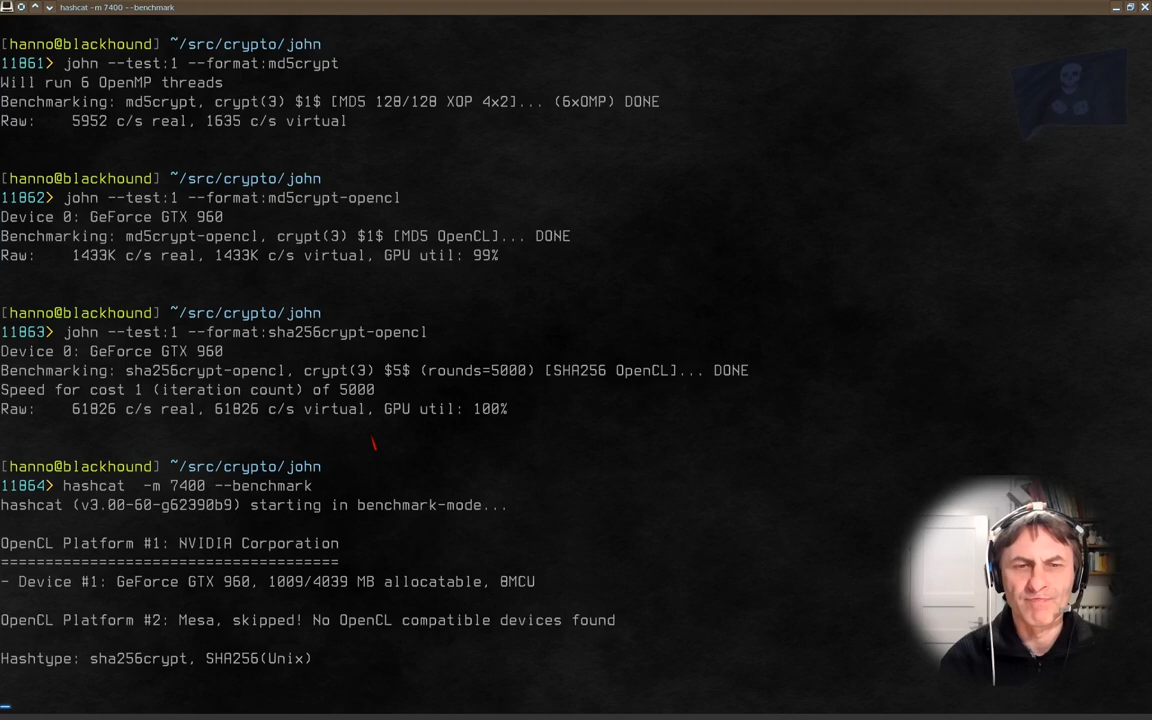 hashcat -m 7400 --benchmark
[hanno@blackhound] ~/src/crypto/john
11861> john --test:1 --format:md5crypt
Will run 6 OpenMP threads
Benchmarking: md5crypt, crypt(3) $1$ [MD5 128/128 XOP 4x2]... (6xOMP) DONE
Raw:    5952 c/s real, 1635 c/s virtual
[hanno@blackhound] ~/src/crypto/john
11862> john --test:1 --format:md5crypt-opencl
Device 0: GeForce GTX 960
Benchmarking: md5crypt-opencl, crypt(3) $1$ [MD5 OpenCL]... DONE
Raw:    1433K c/s real, 1433K c/s virtual, GPU util: 99%
[hanno@blackhound] ~/src/crypto/john
11863> john --test:1 --format:sha256crypt-opencl
Device 0: GeForce GTX 960
Benchmarking: sha256crypt-opencl, crypt(3) $5$ (rounds=5000) [SHA256 OpenCL]... DONE
Speed for cost 1 (iteration count) of 5000
Raw:    61826 c/s real, 61826 c/s virtual, GPU util: 100%
[hanno@blackhound] ~/src/crypto/john
11864> hashcat  -m 7400 --benchmark
hashcat (v3.00-60-g62390b9) starting in benchmark-mode...
OpenCL Platform #1: NVIDIA Corporation
======================================
- Device #1: GeForce GTX 960, 1009/4039 MB allocatable, 8MCU
OpenCL Platform #2: Mesa, skipped! No OpenCL compatible devices found
Hashtype: sha256crypt, SHA256(Unix)